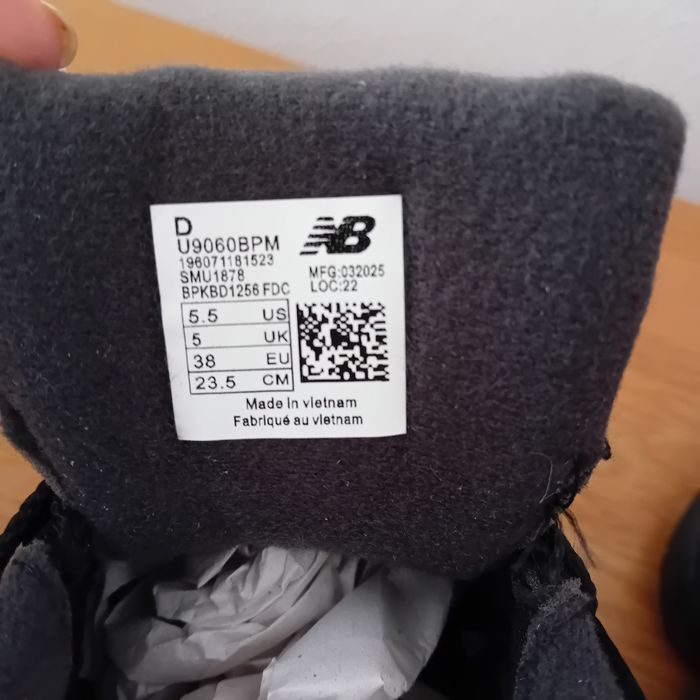 D
U9060BPM
196071181523
SMU1878
BPKBD1256 FDC
NB
MFG:032025
LOC:22
5.5 US
5 UK
38 EU
23.5 CM
Made in vietnam
Fabriqué au vietnam